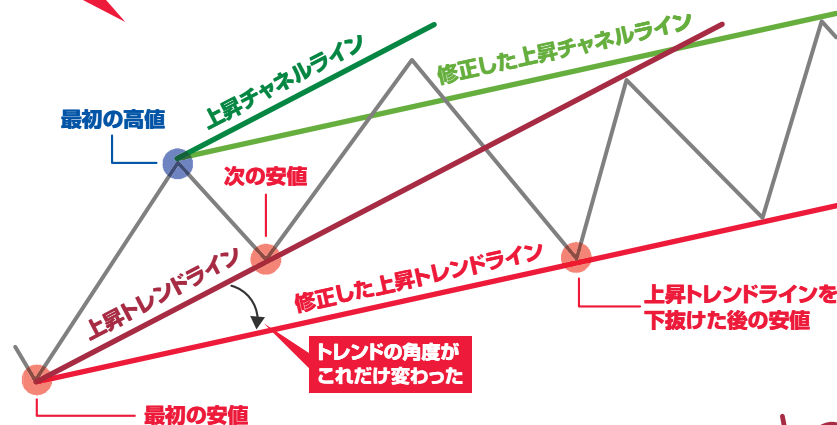 上昇チャネルライン
修正した上昇チャネルライン
最初の高値
次の安値
上昇トレンドライン
修正した上昇トレンドライン
上昇トレンドラインを
下抜けた後の安値
トレンドの角度が
これだけ変わった
最初の安値